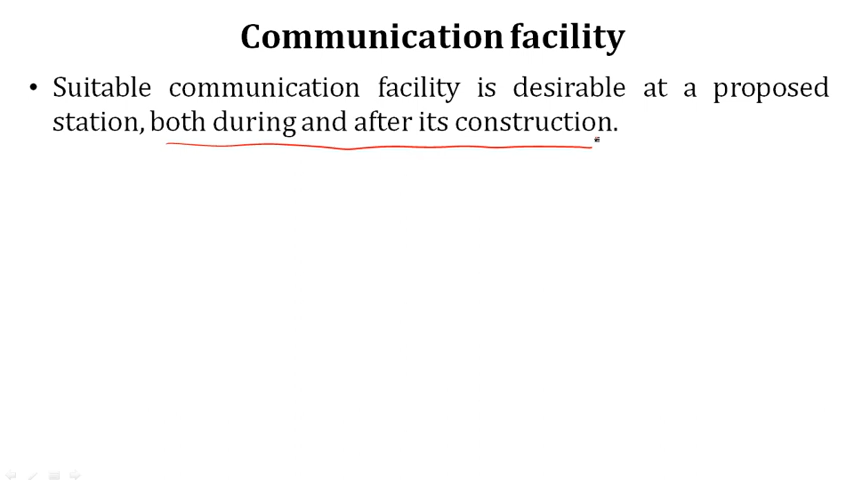 Communication facility
• Suitable communication facility is desirable at a proposed
station, both during and after its construction.